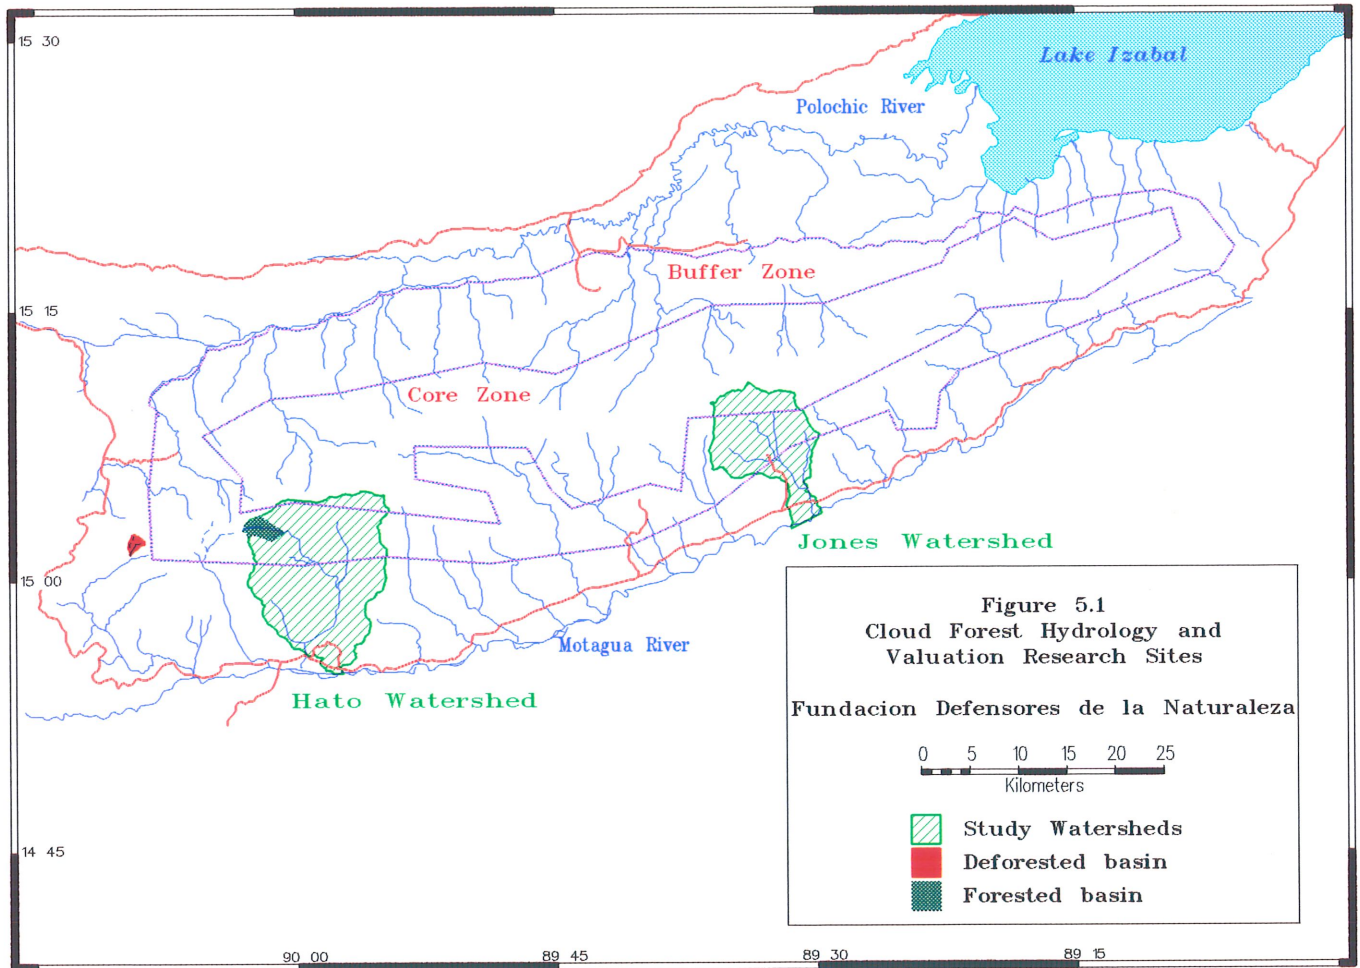 15 30
Lake Izabal
Polochic River
Buffer Zone
15 15
Core Zone
Jones Watershed
15 00
Motagua River
Hato Watershed
Figure 5.1
Cloud Forest Hydrology and
Valuation Research Sites
Fundacion Defensores de la Naturaleza
0 5 10 15 20 25
Kilometers
Study Watersheds
Deforested basin
Forested basin
14 45
90 00 89 45 89 30 89 15